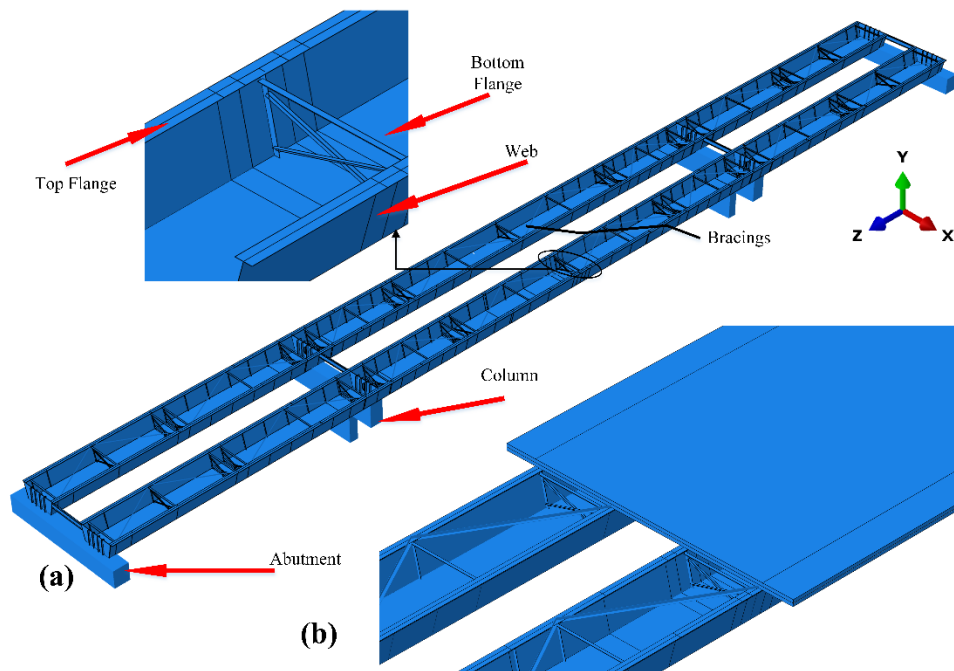 Bottom
Flange
Top Flange
Web
Y
Z
X
Bracings
Column
(a)
Abutment
(b)